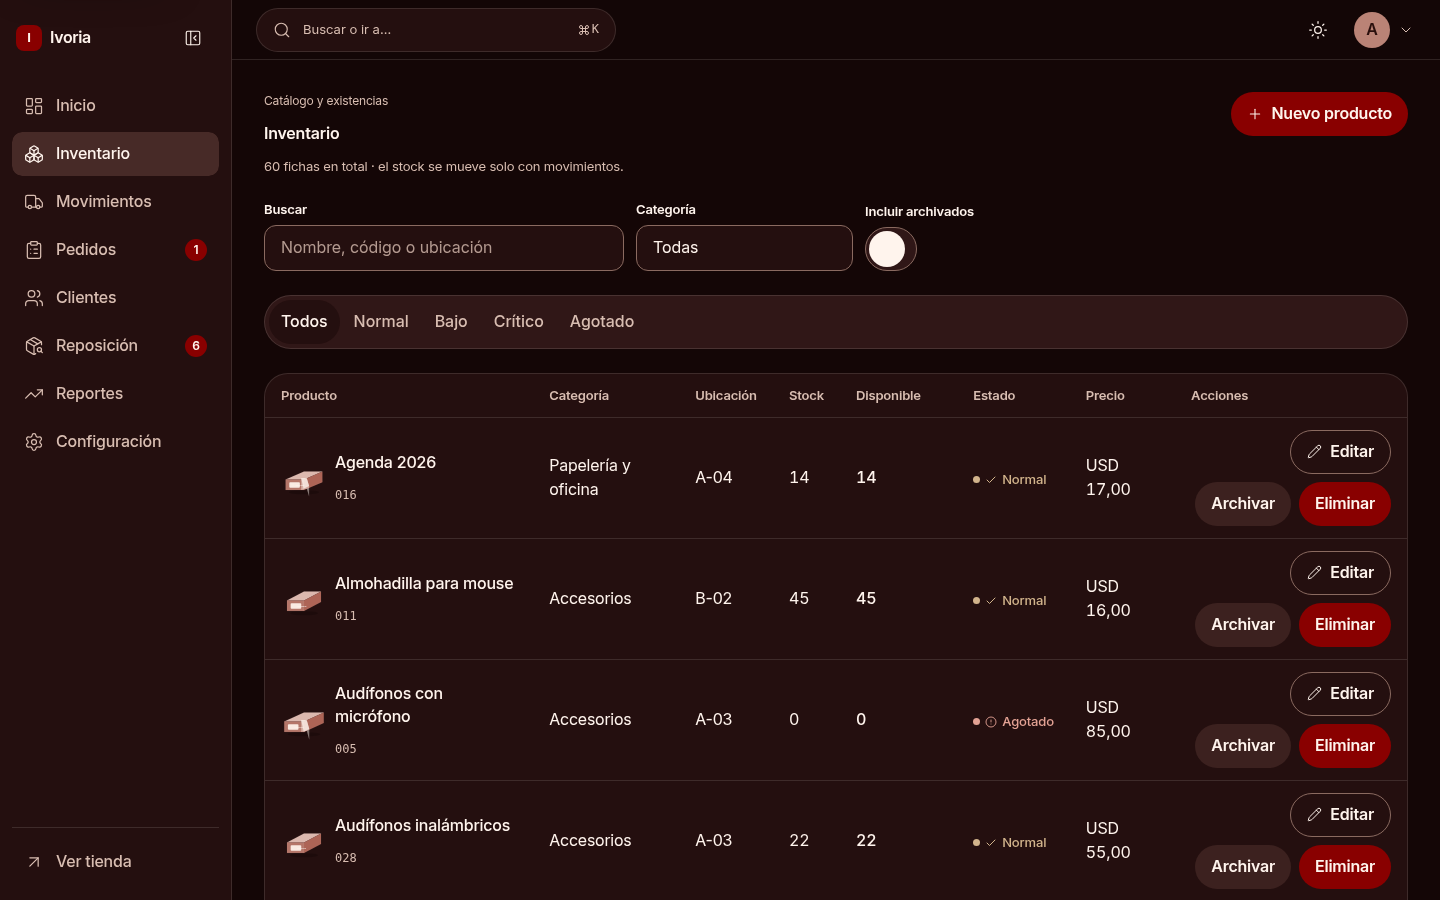 I Ivoria
Buscar o ir a... ⌘K
A
Inicio
Inventario
Movimientos
Pedidos 1
Clientes
Reposición 6
Reportes
Configuración
Ver tienda
Catálogo y existencias
Inventario
60 fichas en total · el stock se mueve solo con movimientos.
Nuevo producto
Buscar
Nombre, código o ubicación
Categoría
Todas
Incluir archivados
Todos Normal Bajo Crítico Agotado
Producto Categoría Ubicación Stock Disponible Estado Precio Acciones
Agenda 2026
016
Papelería y
oficina
A-04 14 14 Normal
USD
17,00
Editar
Archivar Eliminar
Almohadilla para mouse
011
Accesorios B-02 45 45 Normal
USD
16,00
Editar
Archivar Eliminar
Audífonos con
micrófono
005
Accesorios A-03 0 0 Agotado
USD
85,00
Editar
Archivar Eliminar
Audífonos inalámbricos
028
Accesorios A-03 22 22 Normal
USD
55,00
Editar
Archivar Eliminar